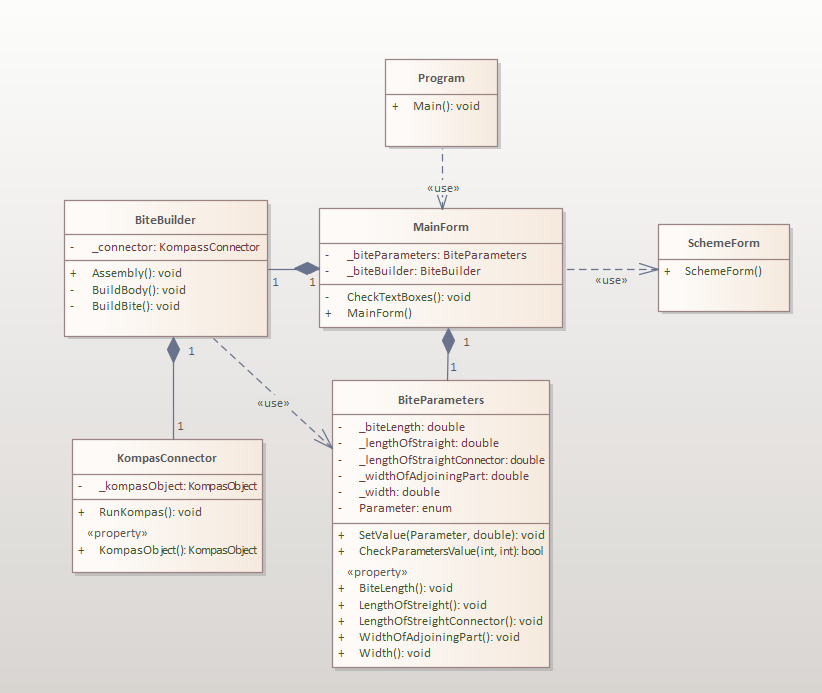 Program
+ Main(): void
«use»
BiteBuilder
- _connector: KompassConnector
+ Assembly(): void
- BuildBody(): void
- BuildBite(): void
1
1
MainForm
- _biteParameters: BiteParameters
- _biteBuilder: BiteBuilder
- CheckTextBoxes(): void
+ MainForm()
«use»
SchemeForm
+ SchemeForm()
1
1
«use»
1
1
KompasConnector
- _kompasObject: KompasObject
+ RunKompas(): void
«property»
+ KompasObject(): KompasObject
BiteParameters
- _biteLength: double
- _lengthOfStraight: double
- _lengthOfStraightConnector: double
- _widthOfAdjoiningPart: double
- _width: double
- Parameter: enum
+ SetValue(Parameter, double): void
+ CheckParametersValue(int, int): bool
«property»
+ BiteLength(): void
+ LengthOfStreight(): void
+ LengthOfStreightConnector(): void
+ WidthOfAdjoiningPart(): void
+ Width(): void